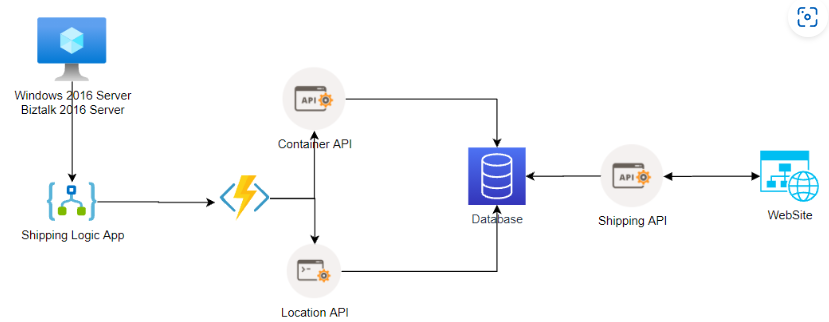 Windows 2016 Server
Biztalk 2016 Server
API
Container API
Shipping Logic App
Database
API
Shipping API
WebSite
Location API